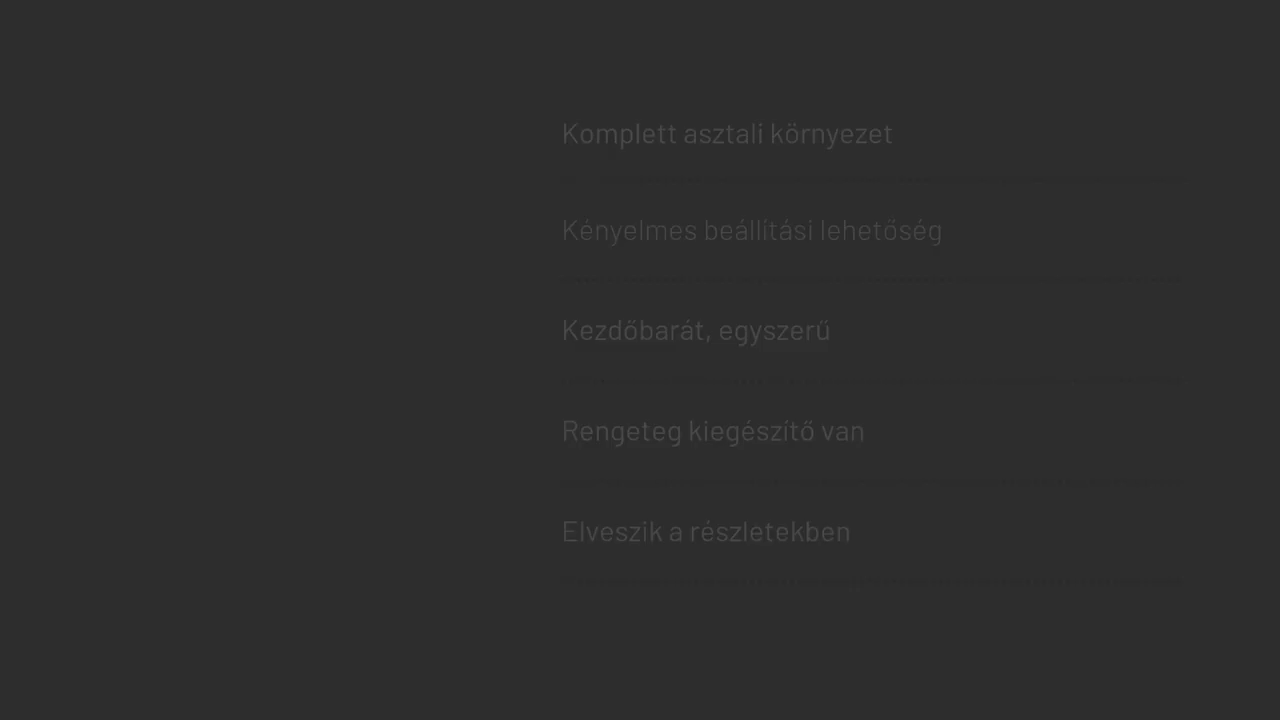 Komplett asztali környezet
Kényelmes beállítási lehetőség
Kezdőbarát, egyszerű
Rengeteg kiegészítő van
Elveszik a részletekben